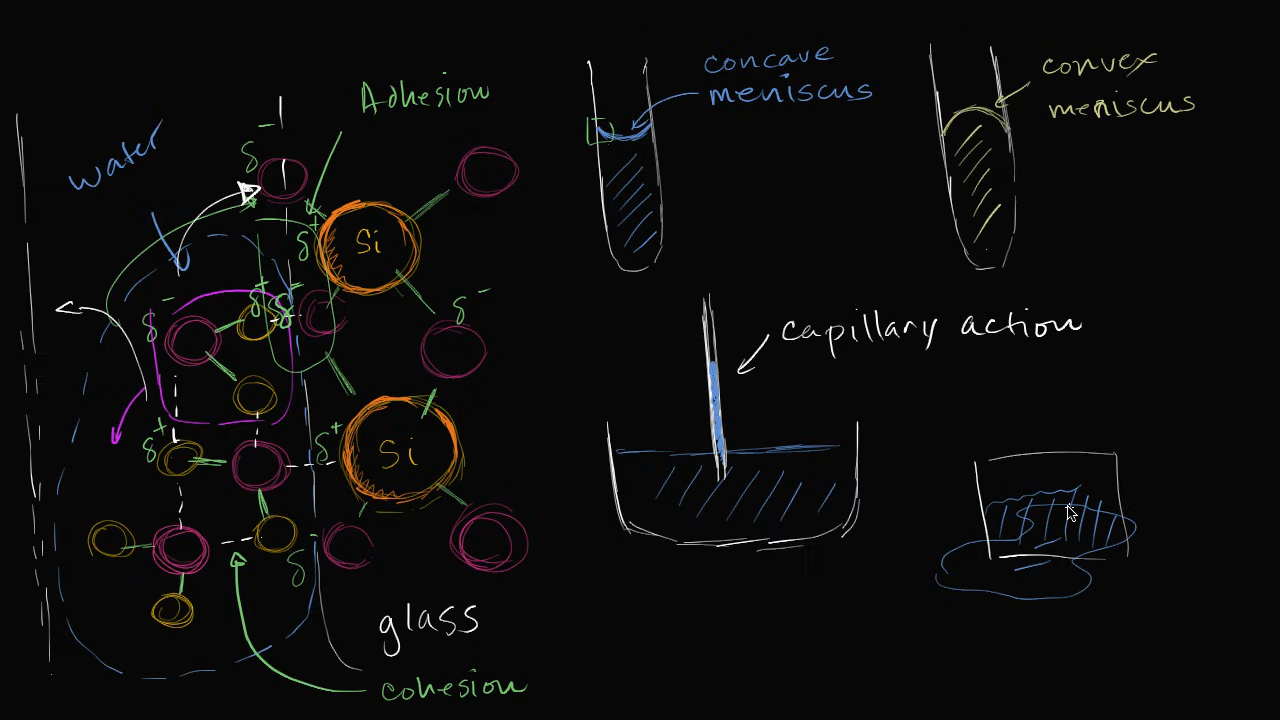 concave
meniscus
convex
meniscus
Adhesion
water
δ-
δ+
Si
δ-
δ+
δ-
δ-
capillary action
δ+
δ+
Si
δ-
glass
cohesion